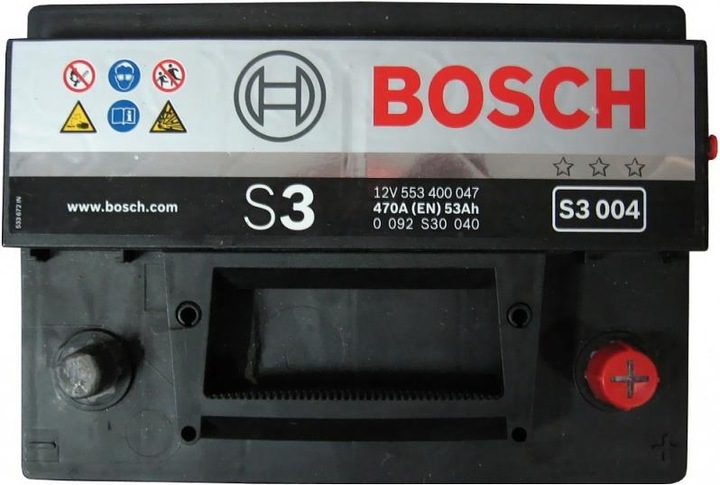 BOSCH
www.bosch.com
S3
12V 553 400 047
470A (EN) 53Ah
0 092 S30 040
S3 004